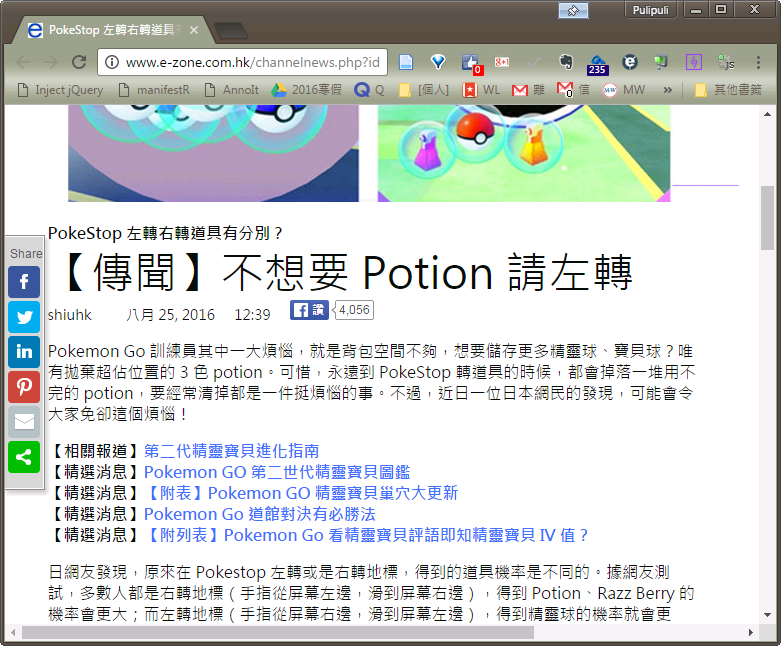 Pulipuli
PokeStop 左轉右轉道具
www.e-zone.com.hk/channelnews.php?id
0
g+1
235
js
Inject jQuery manifestR AnnoIt 2016寒假 Q [個人] WL 離 0 信 MW » 其他書籤
PokeStop 左轉右轉道具有分別？
【傳聞】不想要 Potion 請左轉
Share
shiuhk 八月 25, 2016 12:39 讚 4,056
Pokemon Go 訓練員其中一大煩惱，就是背包空間不夠，想要儲存更多精靈球、寶貝球？唯
有拋棄超佔位置的 3 色 potion。可惜，永遠到 PokeStop 轉道具的時候，都會掉落一堆用不
完的 potion，要經常清掉都是一件挺煩惱的事。不過，近日一位日本網民的發現，可能會令
大家免卻這個煩惱！
【相關報道】第二代精靈寶貝進化指南
【精選消息】Pokemon GO 第二世代精靈寶貝圖鑑
【精選消息】【附表】Pokemon GO 精靈寶貝巢穴大更新
【精選消息】Pokemon Go 道館對決有必勝法
【精選消息】【附列表】Pokemon Go 看精靈寶貝評語即知精靈寶貝 IV 值？
日網友發現，原來在 Pokestop 左轉或是右轉地標，得到的道具機率是不同的。據網友測
試，多數人都是右轉地標（手指從屏幕左邊，滑到屏幕右邊），得到 Potion、Razz Berry 的
機率會更大；而左轉地標（手指從屏幕右邊，滑到屏幕左邊），得到精靈球的機率就會更